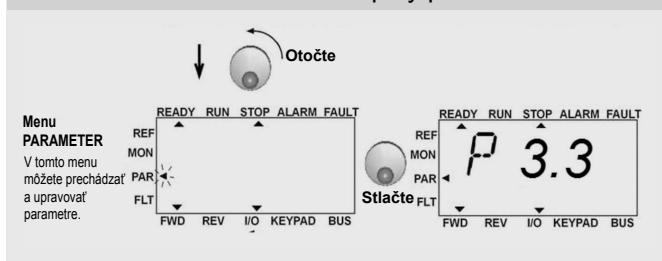 Otočte
Menu
PARAMETER
V tomto menu
môžete prechádzať
a upravovať
parametre.
READY RUN STOP ALARM FAULT
REF
MON
PAR
FLT
FWD REV I/O KEYPAD BUS
Stlačte
READY RUN STOP ALARM FAULT
REF
MON
PAR
FLT
P 3.3
FWD REV I/O KEYPAD BUS